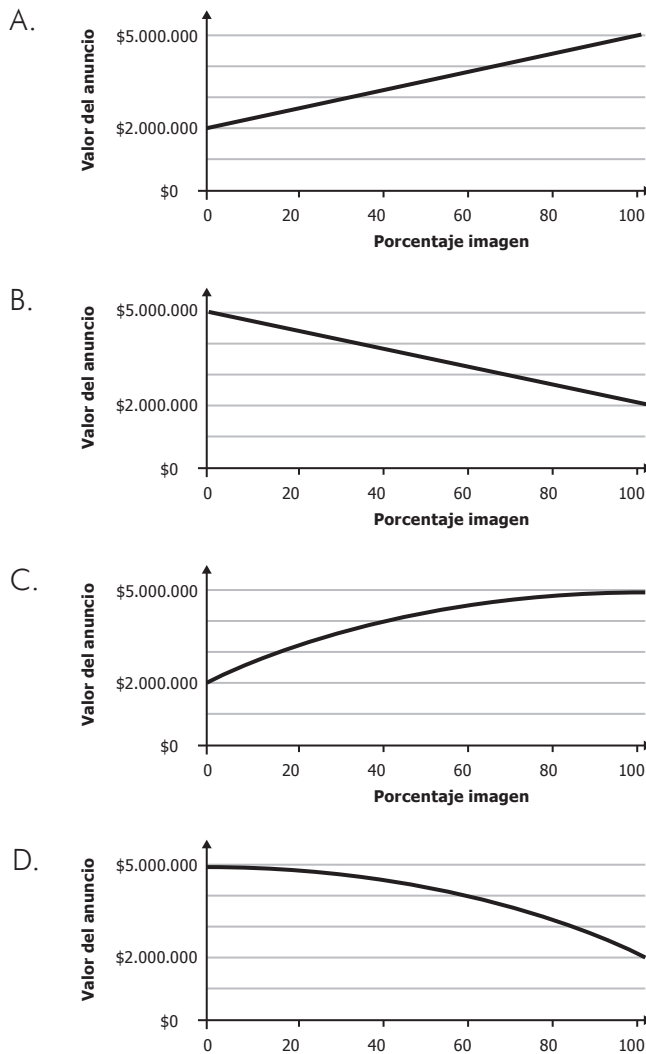 A.
Valor del anuncio
$5.000.000
$2.000.000
$0
0 20 40 60 80 100
Porcentaje imagen
B.
Valor del anuncio
$5.000.000
$2.000.000
$0
0 20 40 60 80 100
Porcentaje imagen
C.
Valor del anuncio
$5.000.000
$2.000.000
$0
0 20 40 60 80 100
Porcentaje imagen
D.
Valor del anuncio
$5.000.000
$2.000.000
$0
0 20 40 60 80 100